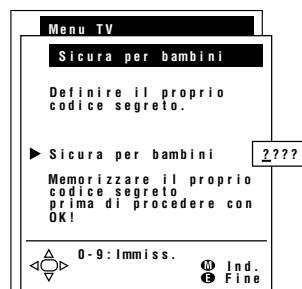 Menu TV
Sicura per bambini
Definire il proprio
codice segreto.
Sicura per bambini
????
Memorizzare il proprio
codice segreto
prima di procedere con
OK!
0-9:Immiss.
M Ind.
E Fine